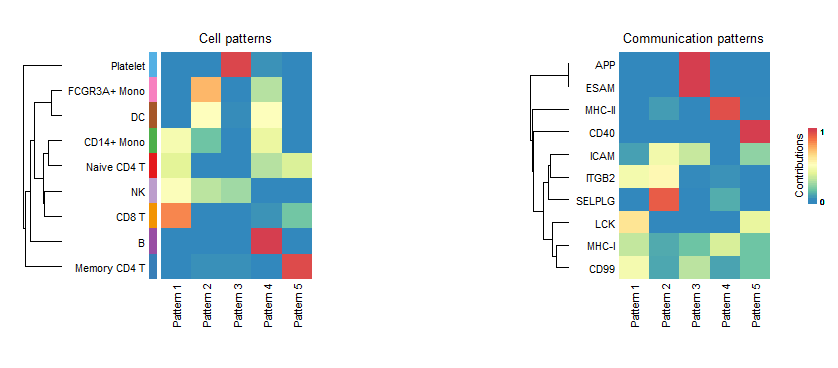 Cell patterns
Platelet
FCGR3A+ Mono
DC
CD14+ Mono
Naive CD4 T
NK
CD8 T
B
Memory CD4 T
Pattern 1
Pattern 2
Pattern 3
Pattern 4
Pattern 5
Communication patterns
APP
ESAM
MHC-II
CD40
ICAM
ITGB2
SELPLG
LCK
MHC-I
CD99
Pattern 1
Pattern 2
Pattern 3
Pattern 4
Pattern 5
Contributions
1
0